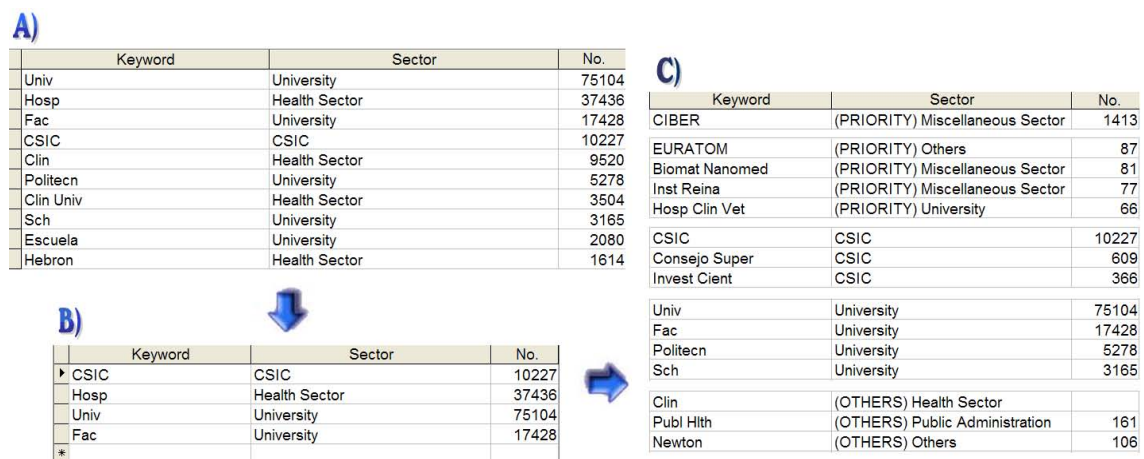 A)
Keyword Sector No.
Univ University 75104
Hosp Health Sector 37436
Fac University 17428
CSIC CSIC 10227
Clin Health Sector 9520
Politecn University 5278
Clin Univ Health Sector 3504
Sch University 3165
Escuela University 2080
Hebron Health Sector 1614
B)
Keyword Sector No.
CSIC CSIC 10227
Hosp Health Sector 37436
Univ University 75104
Fac University 17428
*
C)
Keyword Sector No.
CIBER (PRIORITY) Miscellaneous Sector 1413
EURATOM (PRIORITY) Others 87
Biomat Nanomed (PRIORITY) Miscellaneous Sector 81
Inst Reina (PRIORITY) Miscellaneous Sector 77
Hosp Clin Vet (PRIORITY) University 66
CSIC CSIC 10227
Consejo Super CSIC 609
Invest Cient CSIC 366
Univ University 75104
Fac University 17428
Politecn University 5278
Sch University 3165
Clin (OTHERS) Health Sector
Publ Hlth (OTHERS) Public Administration 161
Newton (OTHERS) Others 106